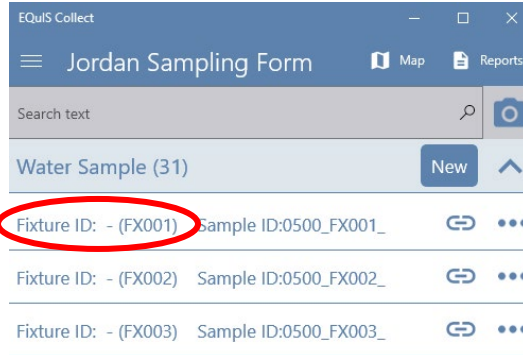 EQuIS Collect
Jordan Sampling Form Map Reports
Search text
Water Sample (31) New
Fixture ID: - (FX001) Sample ID:0500_FX001_
Fixture ID: - (FX002) Sample ID:0500_FX002_
Fixture ID: - (FX003) Sample ID:0500_FX003_